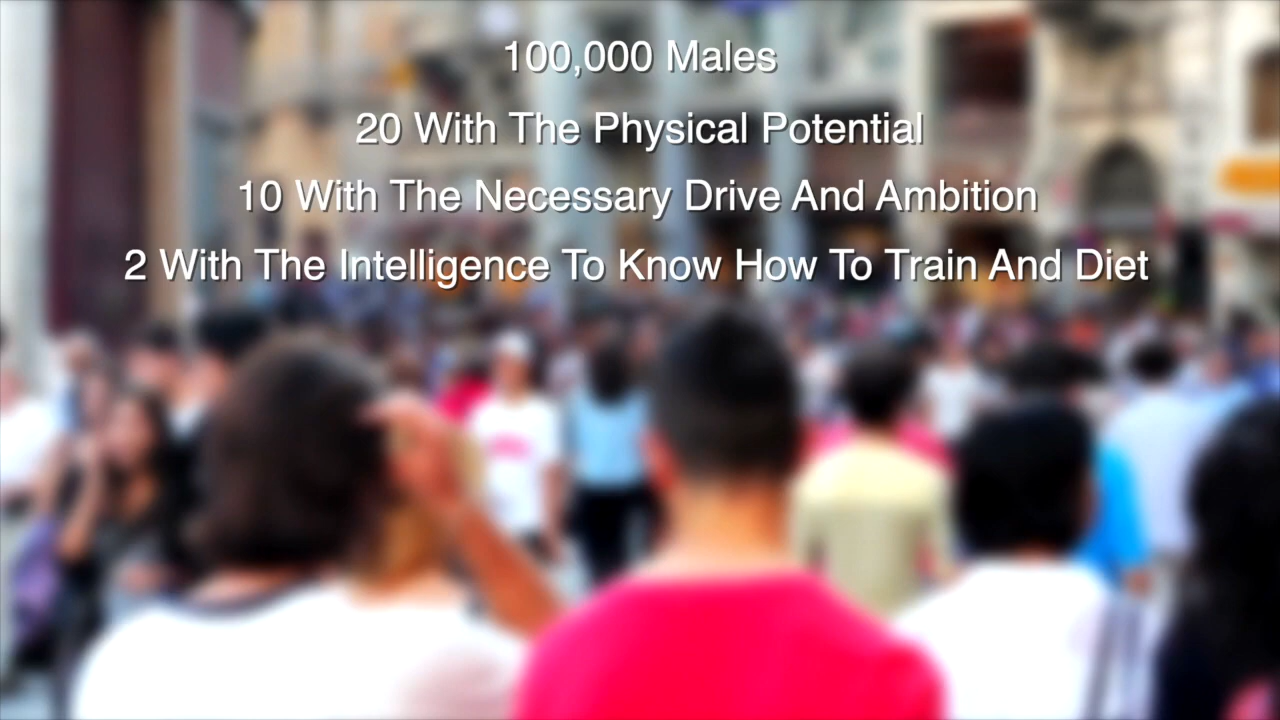 100,000 Males
20 With The Physical Potential
10 With The Necessary Drive And Ambition
2 With The Intelligence To Know How To Train And Diet